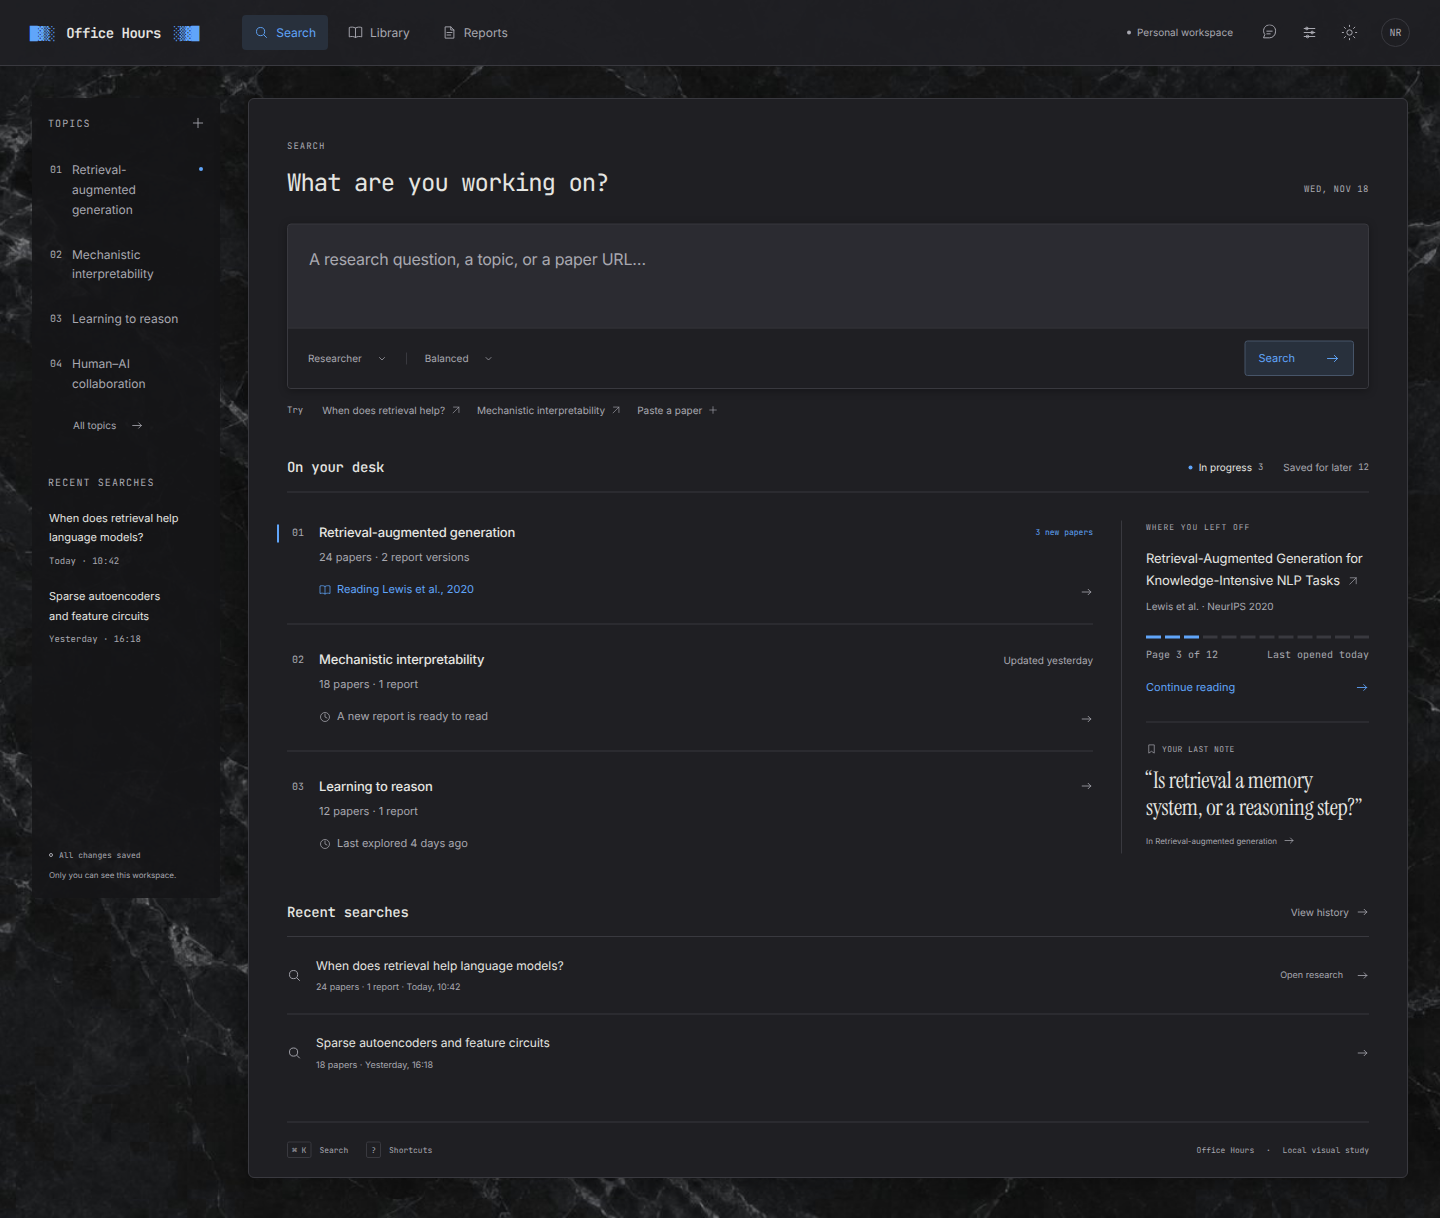 Office Hours
Search
Library
Reports
Personal workspace
NR
TOPICS
01 Retrieval-
augmented
generation
02 Mechanistic
interpretability
03 Learning to reason
04 Human–AI
collaboration
All topics
RECENT SEARCHES
When does retrieval help
language models?
Today · 10:42
Sparse autoencoders
and feature circuits
Yesterday · 16:18
All changes saved
Only you can see this workspace.
SEARCH
What are you working on?
WED, NOV 18
A research question, a topic, or a paper URL...
Researcher
Balanced
Search
Try
When does retrieval help?
Mechanistic interpretability
Paste a paper
On your desk
In progress 3
Saved for later 12
01 Retrieval-augmented generation
3 new papers
24 papers · 2 report versions
Reading Lewis et al., 2020
02 Mechanistic interpretability
Updated yesterday
18 papers · 1 report
A new report is ready to read
03 Learning to reason
12 papers · 1 report
Last explored 4 days ago
WHERE YOU LEFT OFF
Retrieval-Augmented Generation for
Knowledge-Intensive NLP Tasks
Lewis et al. · NeurIPS 2020
Page 3 of 12
Last opened today
Continue reading
YOUR LAST NOTE
“Is retrieval a memory
system, or a reasoning step?”
In Retrieval-augmented generation
Recent searches
View history
When does retrieval help language models?
24 papers · 1 report · Today, 10:42
Open research
Sparse autoencoders and feature circuits
18 papers · Yesterday, 16:18
⌘ K Search
? Shortcuts
Office Hours · Local visual study